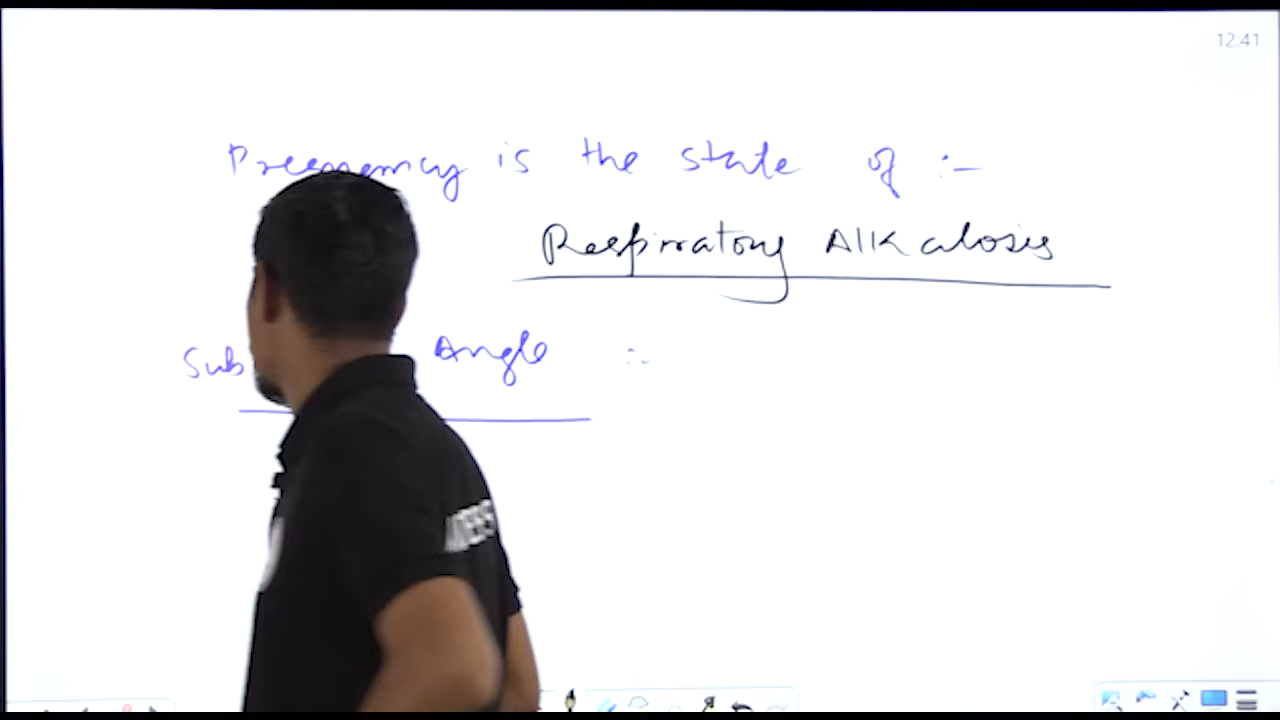 12:41
Pregnancy is the state of :-
Respiratory Alkalosis
Sub Angle :-